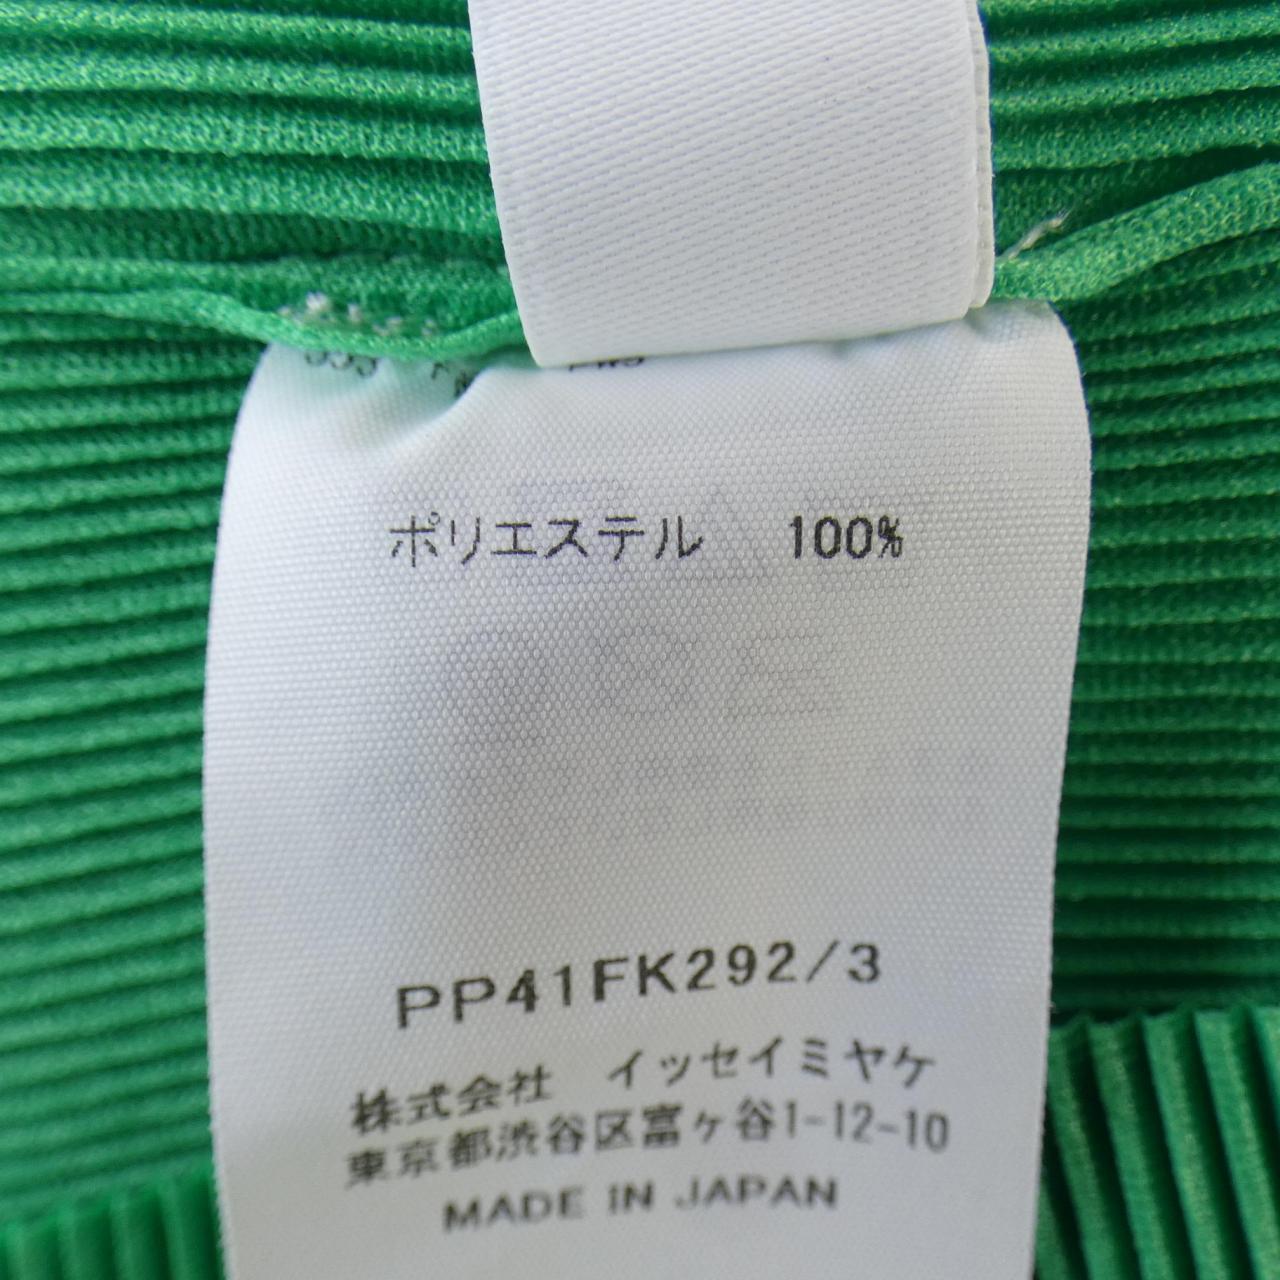 ポリエステル 100%
PP41FK292/3
株式会社 イッセイミヤケ
東京都渋谷区富ヶ谷1-12-10
MADE IN JAPAN